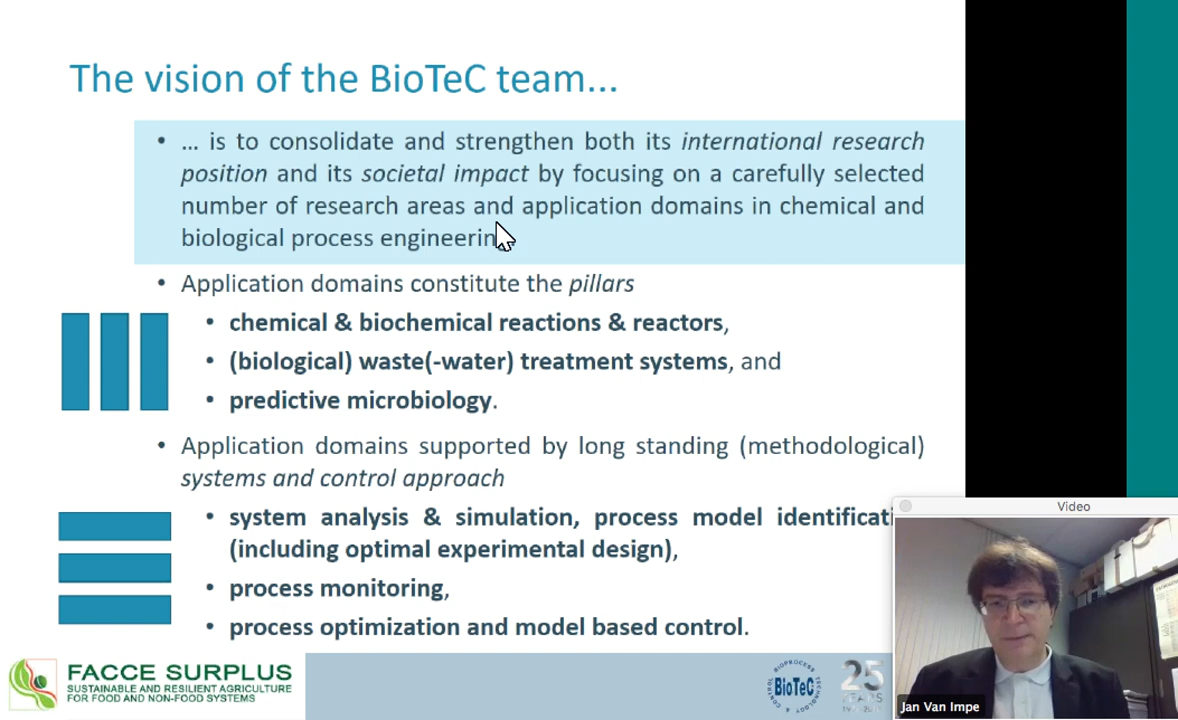 The vision of the BioTeC team...
• ... is to consolidate and strengthen both its international research
position and its societal impact by focusing on a carefully selected
number of research areas and application domains in chemical and
biological process engineerin
• Application domains constitute the pillars
• chemical & biochemical reactions & reactors,
• (biological) waste(-water) treatment systems, and
• predictive microbiology.
• Application domains supported by long standing (methodological)
systems and control approach
• system analysis & simulation, process model identificati
(including optimal experimental design),
• process monitoring,
• process optimization and model based control.
Video
Jan Van Impe
FACCE SURPLUS
SUSTAINABLE AND RESILIENT AGRICULTURE
FOR FOOD AND NON-FOOD SYSTEMS
BIOPROCESS
TECHNOLOGY & CONTROL
BioTeC
25
YEARS